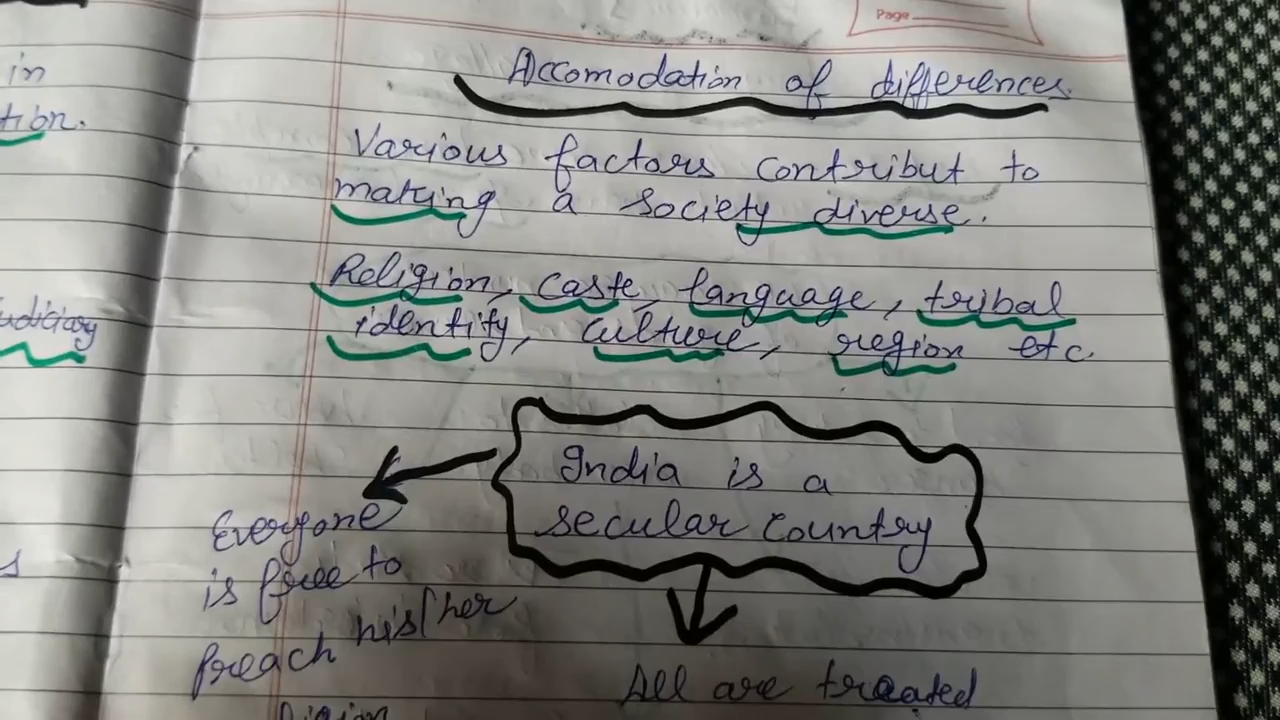 Page
in
tion.
udiciary
s
Accomodation of differences.
Various factors contribut to
making a society diverse.
Religion, caste, language, tribal
identity, culture, region etc.
India is a
secular country
Everyone
is free to
preach his/her
All are treated